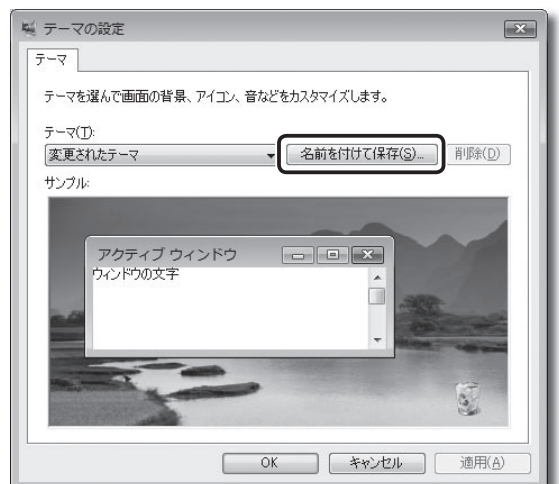 テーマの設定
テーマ
テーマを選んで画面の背景、アイコン、音などをカスタマイズします。
テーマ(T):
変更されたテーマ 名前を付けて保存(S)... 削除(D)
サンプル:
アクティブ ウィンドウ
ウィンドウの文字
OK キャンセル 適用(A)